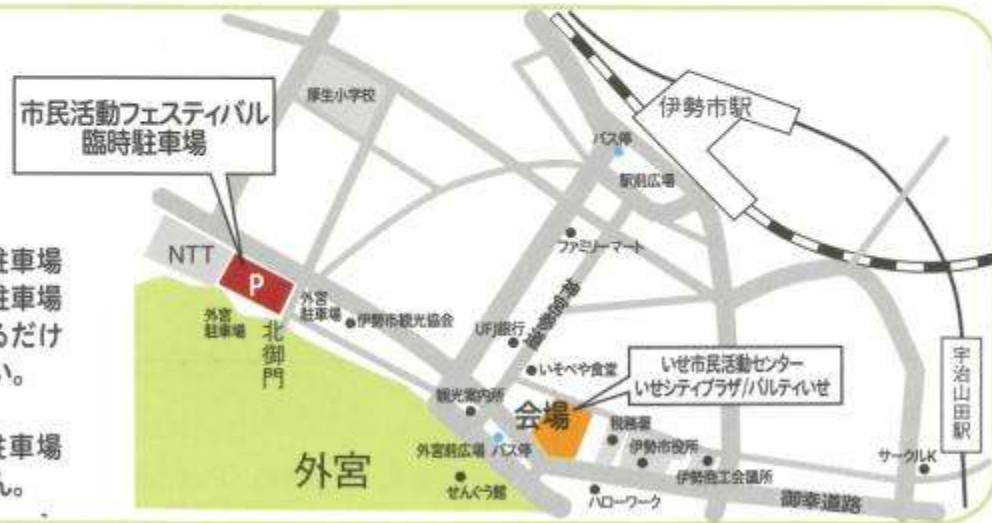 市民活動フェスティバル
臨時駐車場
厚生小学校
伊勢市駅
バス停
駅前広場
ファミリーマート
NTT
P
外宮
駐車場
外宮
駐車場
北御門
伊勢市観光協会
UFJ銀行
いそべや食堂
いせ市民活動センター
いせシティプラザ/パルティいせ
宇治山田駅
観光案内所
会場
税務署
伊勢市役所
伊勢商工会議所
サークルK
外宮前広場
バス停
外宮
せんぐう館
ハローワーク
御幸道路
駐車場
駐車場
るだけ
い。
駐車場
ん。